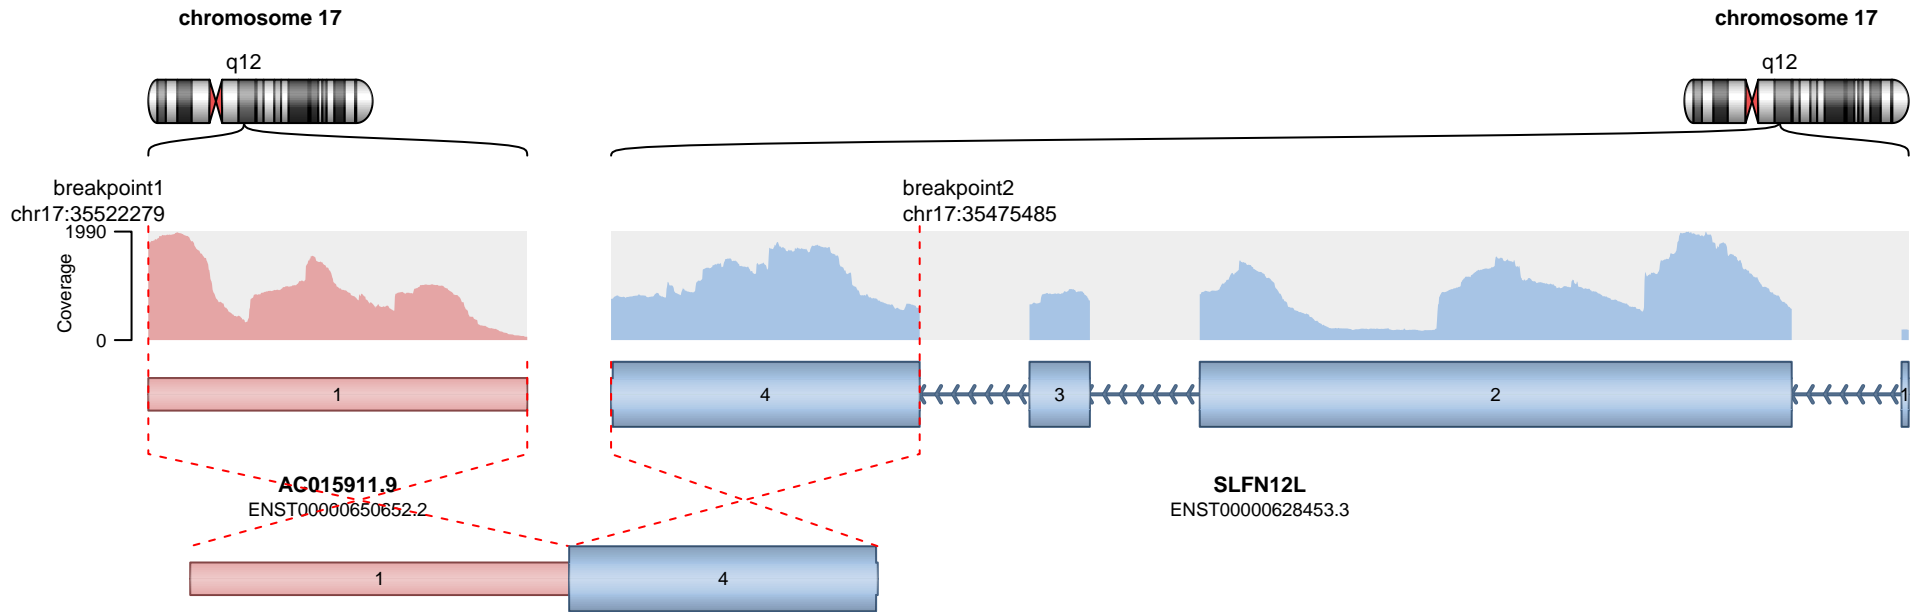 chromosome 17
chromosome 17
q12
q12
breakpoint1
chr17:35522279
breakpoint2
chr17:35475485
1990
Coverage
0
1
4
3
2
1
AC015911.9
ENST00000650652.2
SLFN12L
ENST00000628453.3
1
4